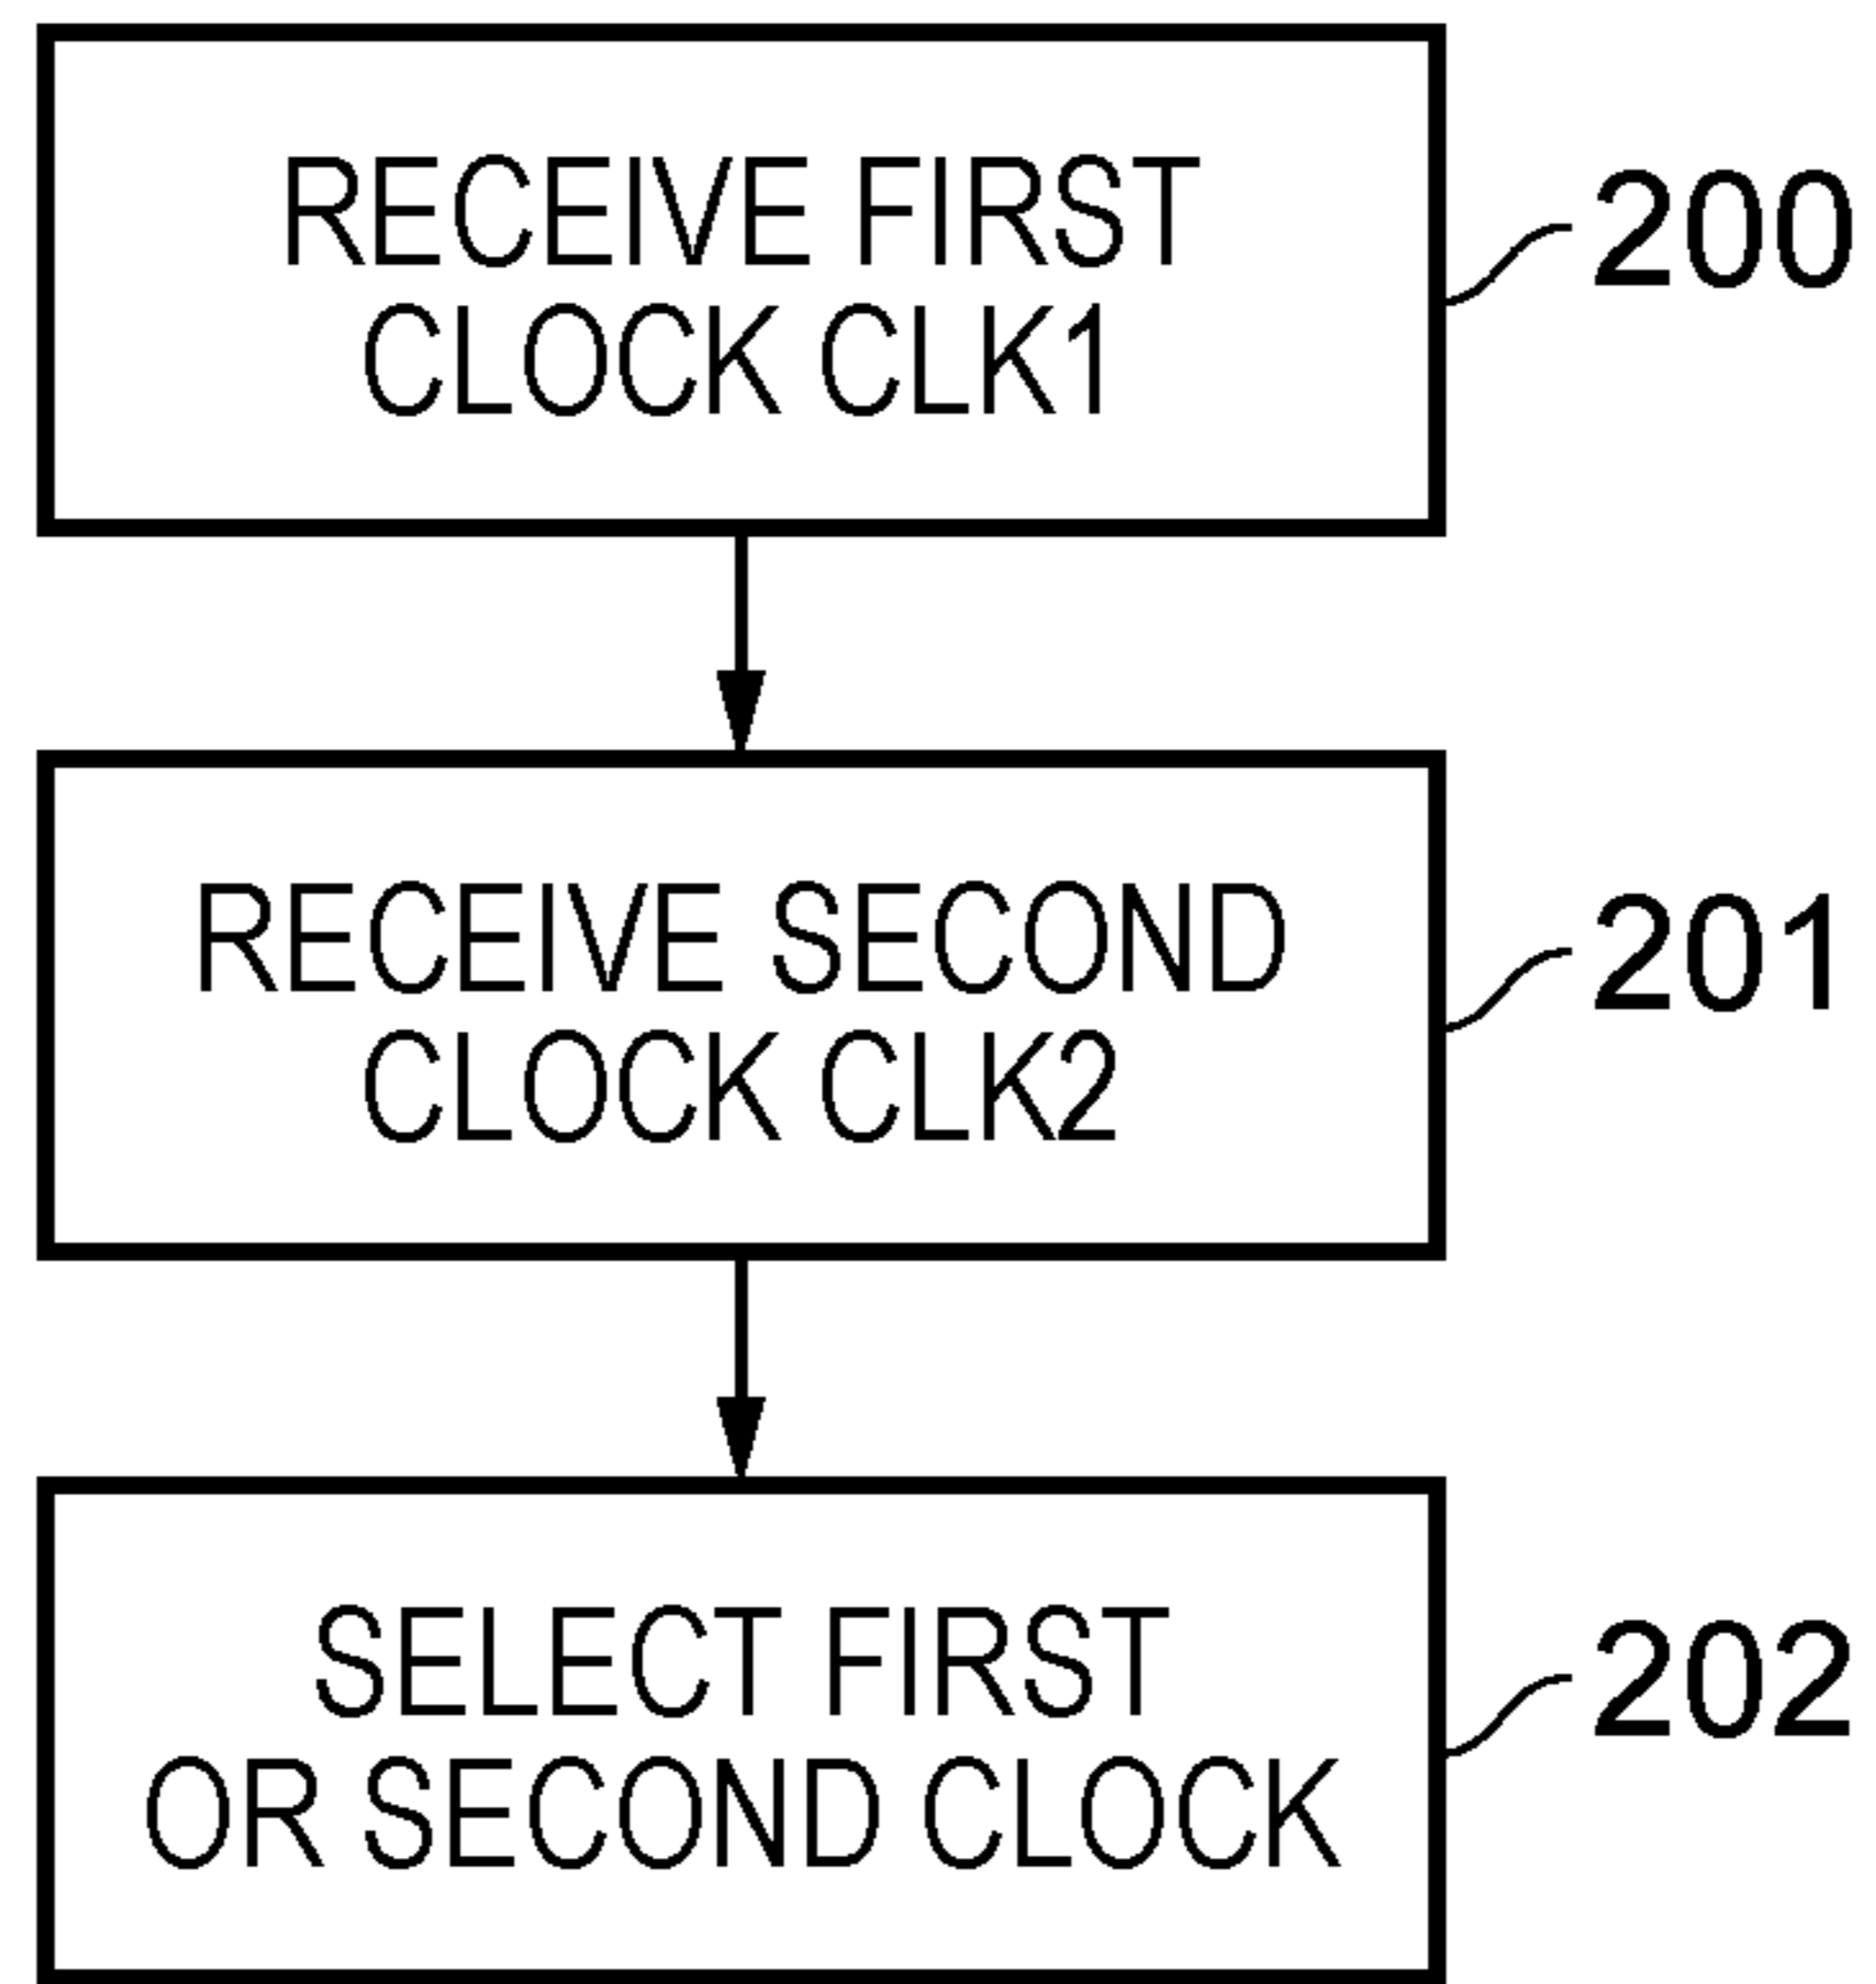 RECEIVE FIRST
CLOCK CLK1
200
RECEIVE SECOND
CLOCK CLK2
201
SELECT FIRST
OR SECOND CLOCK
202